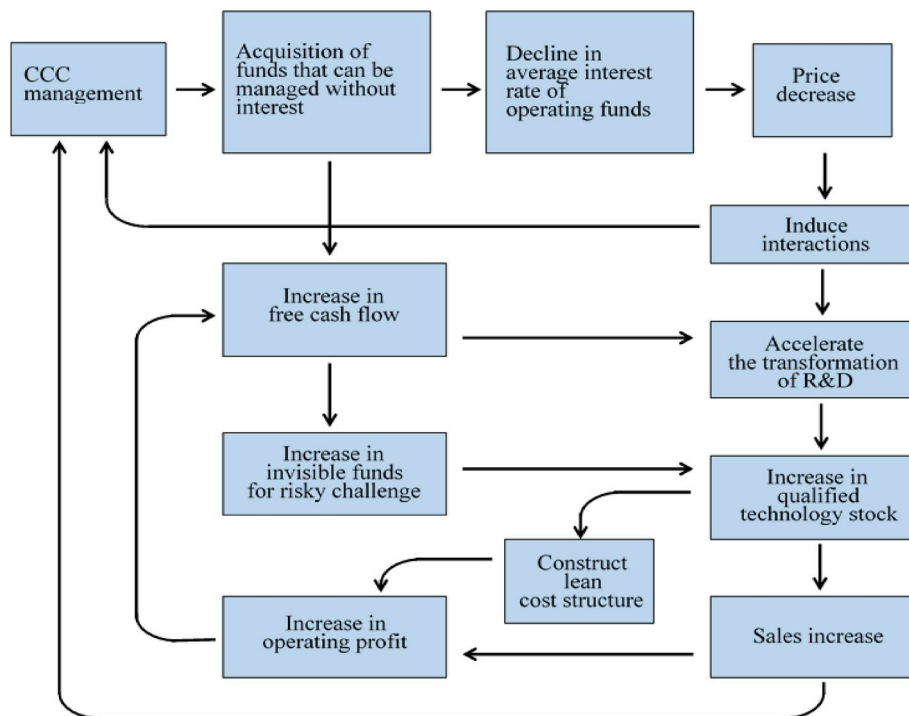 CCC
management
Acquisition of
funds that can be
managed without
interest
Decline in
average interest
rate of
operating funds
Price
decrease
Induce
interactions
Increase in
free cash flow
Accelerate
the transformation
of R&D
Increase in
invisible funds
for risky challenge
Increase in
qualified
technology stock
Construct
lean
cost structure
Increase in
operating profit
Sales increase